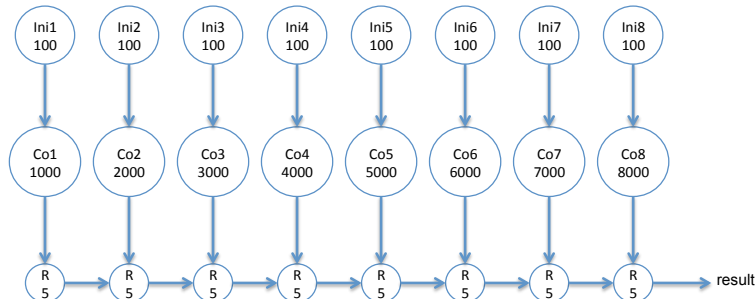 Ini1
100
Ini2
100
Ini3
100
Ini4
100
Ini5
100
Ini6
100
Ini7
100
Ini8
100
Co1
1000
Co2
2000
Co3
3000
Co4
4000
Co5
5000
Co6
6000
Co7
7000
Co8
8000
R
5
R
5
R
5
R
5
R
5
R
5
R
5
R
5
result